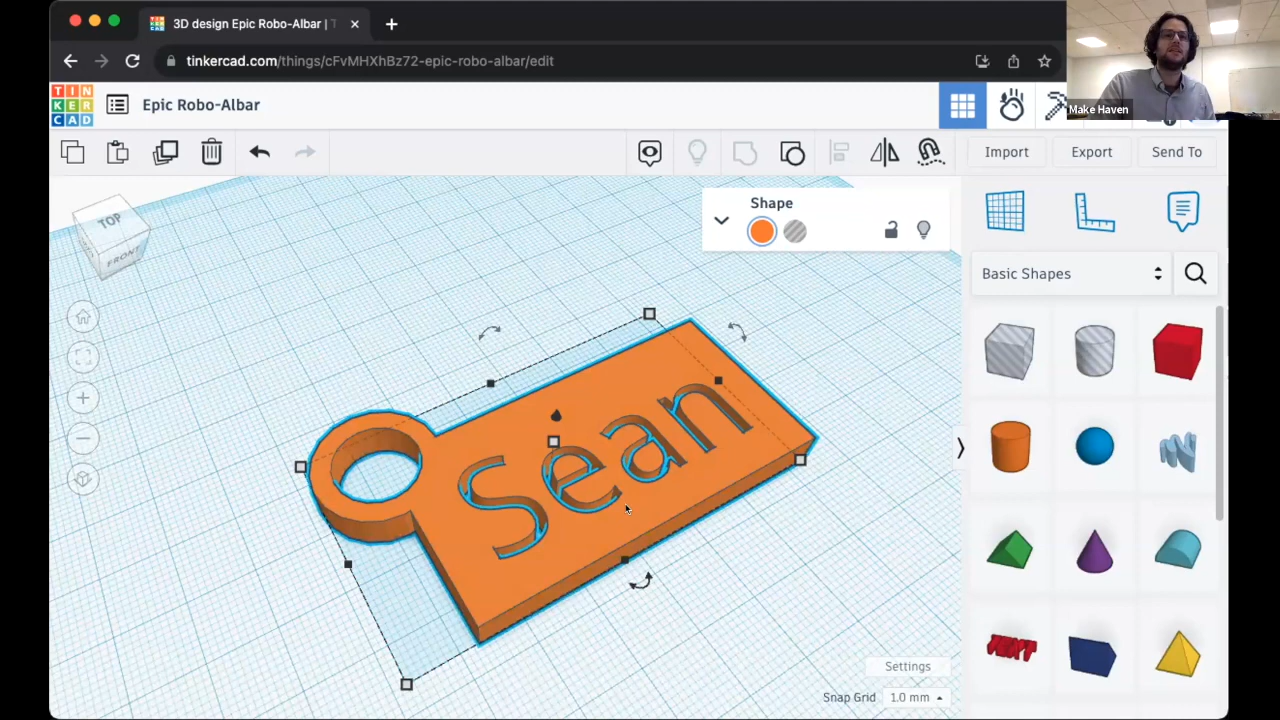 3D design Epic Robo-Albar | T
tinkercad.com/things/cFvMHXhBz72-epic-robo-albar/edit
Make Haven
TIN
KER
CAD
Epic Robo-Albar
Import
Export
Send To
TOP
FRONT
Shape
Basic Shapes
Sean
TEXT
Settings
Snap Grid
1.0 mm